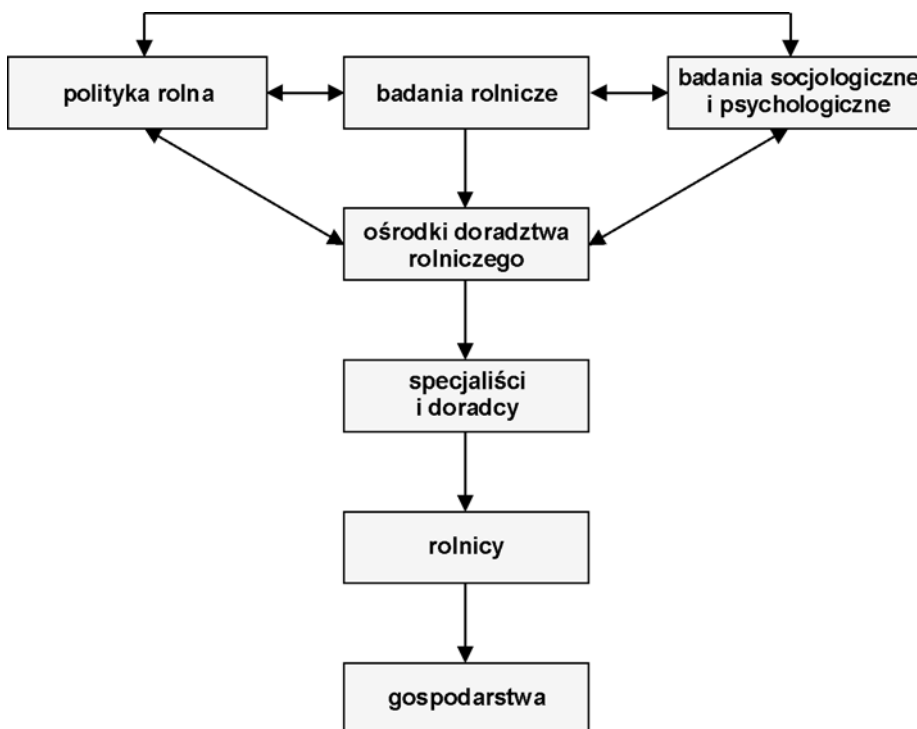 polityka rolna
badania rolnicze
badania socjologiczne
i psychologiczne
ośrodki doradztwa
rolniczego
specjaliści
i doradcy
rolnicy
gospodarstwa